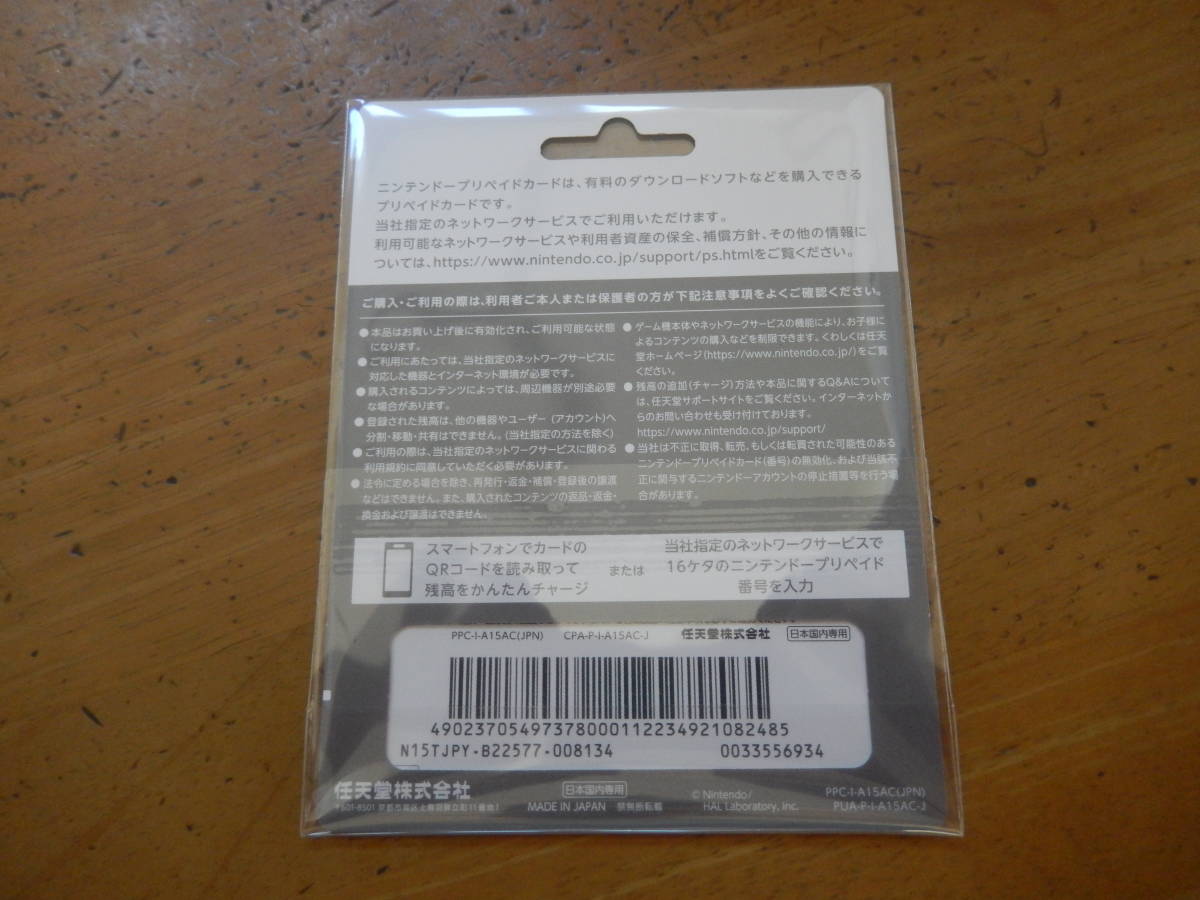 ニンテンドープリペイドカードは、有料のダウンロードソフトなどを購入できる
プリペイドカードです。
当社指定のネットワークサービスでご利用いただけます。
利用可能なネットワークサービスや利用者資産の保全、補償方針、その他の情報に
ついては、https://www.nintendo.co.jp/support/ps.htmlをご覧ください。
ご購入・ご利用の際は、利用者ご本人または保護者の方が下記注意事項をよくご確認ください。
●本品はお買い上げ後に有効化され、ご利用可能な状態
になります。
●ご利用にあたっては、当社指定のネットワークサービスに
対応した機器とインターネット環境が必要です。
●購入されるコンテンツによっては、周辺機器が別途必要
な場合があります。
●登録された残高は、他の機器やユーザー（アカウント）へ
分割・移動・共有はできません。（当社指定の方法を除く）
●ご利用の際は、当社指定のネットワークサービスに関わる
利用規約に同意していただく必要があります。
●法令に定める場合を除き、再発行・返金・補償・登録後の譲渡
などはできません。また、購入されたコンテンツの返品・返金・
換金および譲渡はできません。
●ゲーム機本体やネットワークサービスの機能により、お子様に
よるコンテンツの購入などを制限できます。くわしくは任天
堂ホームページ（https://www.nintendo.co.jp/）をご覧
ください。
●残高の追加（チャージ）方法や本品に関するQ&Aについて
は、任天堂サポートサイトをご覧ください。インターネットか
らのお問い合わせも受け付けております。
https://www.nintendo.co.jp/support/
●当社は不正に取得、転売、もしくは転買された可能性のある
ニンテンドープリペイドカード（番号）の無効化、および当該不
正に関与するニンテンドーアカウントの停止措置等を行う場
合があります。
スマートフォンでカードの
QRコードを読み取って
残高をかんたんチャージ
または
当社指定のネットワークサービスで
16ケタのニンテンドープリペイド
番号を入力
PPC-I-A15AC(JPN) CPA-P-I-A15AC-J 任天堂株式会社 日本国内専用
49023705497378000112234921082485
N15TJPY-B22577-008134 0033556934
任天堂株式会社 日本国内専用 © Nintendo/ PPC-I-A15AC(JPN)
〒601-8501 京都市南区上鳥羽鉾立町11番地1 MADE IN JAPAN 禁無断転載 HAL Laboratory, Inc. PUA-P-I-A15AC-J